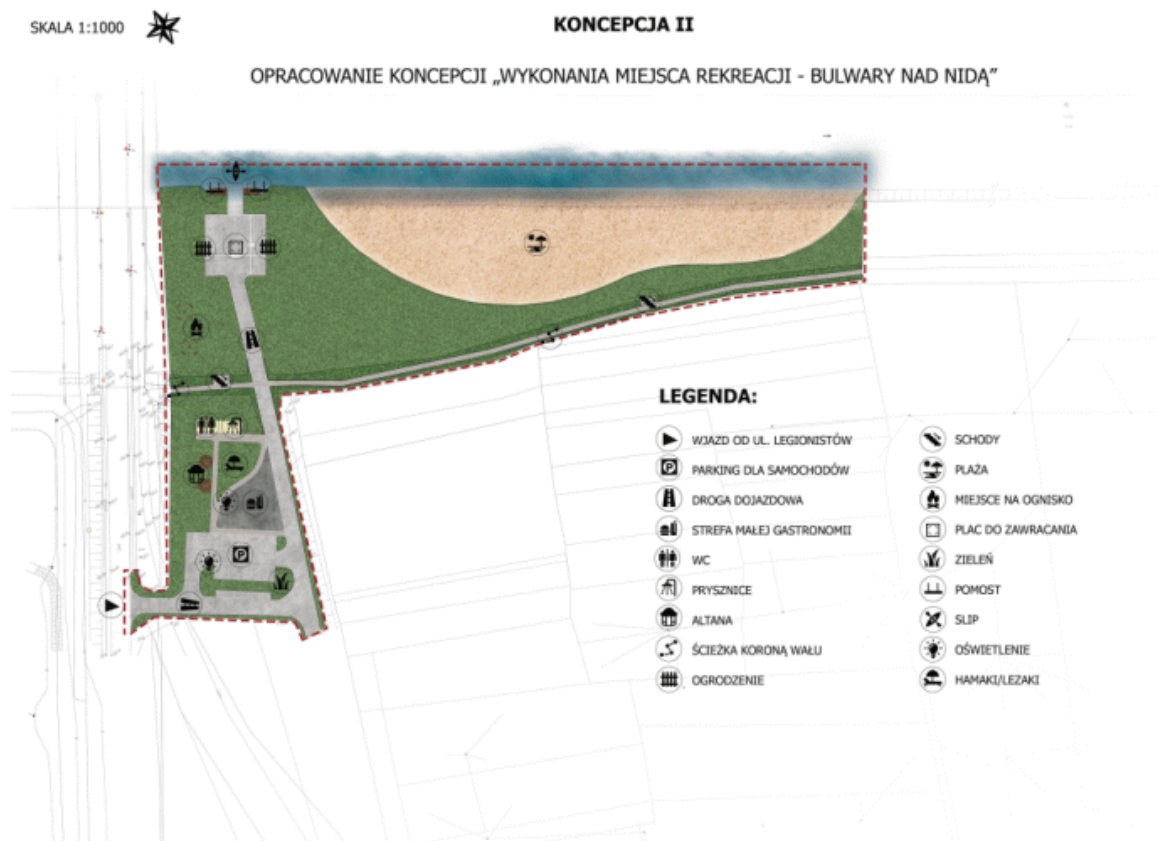 SKALA 1:1000
KONCEPCJA II
OPRACOWANIE KONCEPCJI „WYKONANIA MIEJSCA REKREACJI - BULWARY NAD NIDĄ”
LEGENDA:
WJAZD OD UL. LEGIONISTÓW
PARKING DLA SAMOCHODÓW
DROGA DOJAZDOWA
STREFA MAŁEJ GASTRONOMII
WC
PRYSZNICE
ALTANA
ŚCIEŻKA KORONĄ WAŁU
OGRODZENIE
SCHODY
PLAŻA
MIEJSCE NA OGNISKO
PLAC DO ZAWRACANIA
ZIELEŃ
POMOST
SLIP
OŚWIETLENIE
HAMAKI/LEZAKI